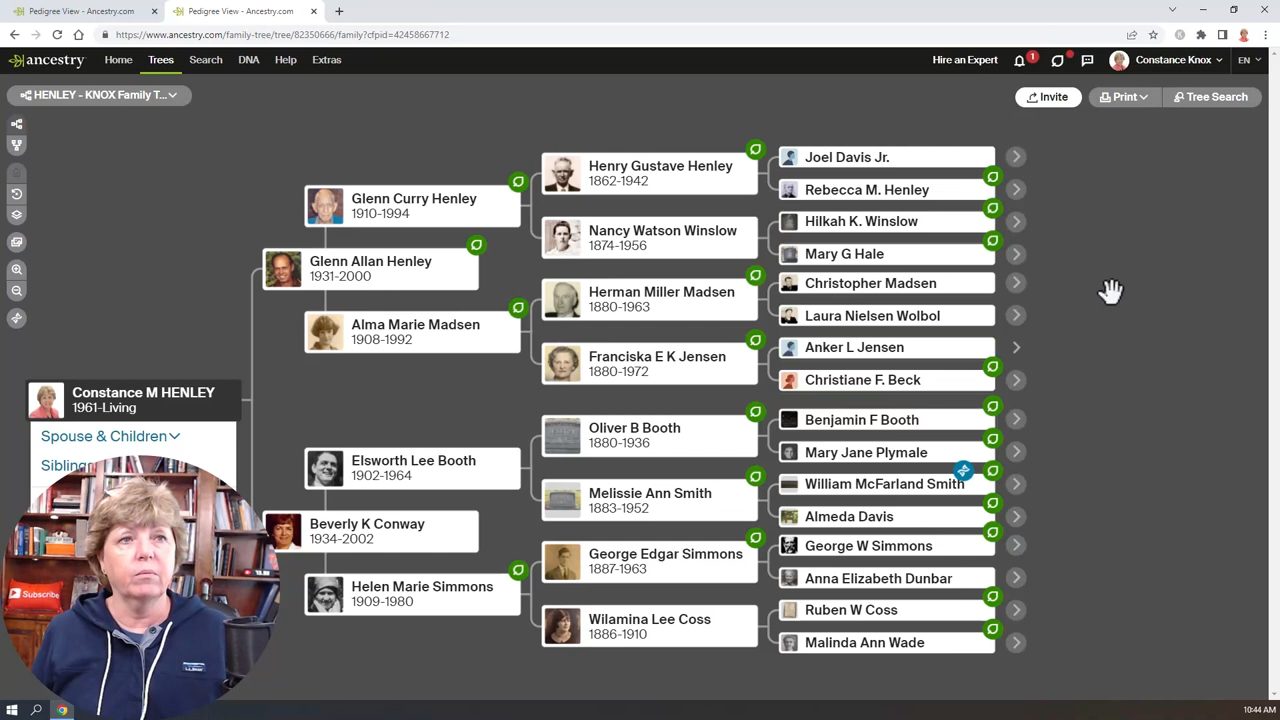 Pedigree View - Ancestry.com
Pedigree View - Ancestry.com
https://www.ancestry.com/family-tree/tree/82350666/family?cfpid=42458667712
ancestry
Home
Trees
Search
DNA
Help
Extras
Hire an Expert
1
Constance Knox
EN
HENLEY - KNOX Family T...
Invite
Print
Tree Search
Constance M HENLEY
1961-Living
Spouse & Children
Glenn Allan Henley
1931-2000
Beverly K Conway
1934-2002
Glenn Curry Henley
1910-1994
Alma Marie Madsen
1908-1992
Elsworth Lee Booth
1902-1964
Helen Marie Simmons
1909-1980
Henry Gustave Henley
1862-1942
Nancy Watson Winslow
1874-1956
Herman Miller Madsen
1880-1963
Franciska E K Jensen
1880-1972
Oliver B Booth
1880-1936
Melissie Ann Smith
1883-1952
George Edgar Simmons
1887-1963
Wilamina Lee Coss
1886-1910
Joel Davis Jr.
Rebecca M. Henley
Hilkah K. Winslow
Mary G Hale
Christopher Madsen
Laura Nielsen Wolbol
Anker L Jensen
Christiane F. Beck
Benjamin F Booth
Mary Jane Plymale
William McFarland Smith
Almeda Davis
George W Simmons
Anna Elizabeth Dunbar
Ruben W Coss
Malinda Ann Wade
Subscribe
10:44 AM